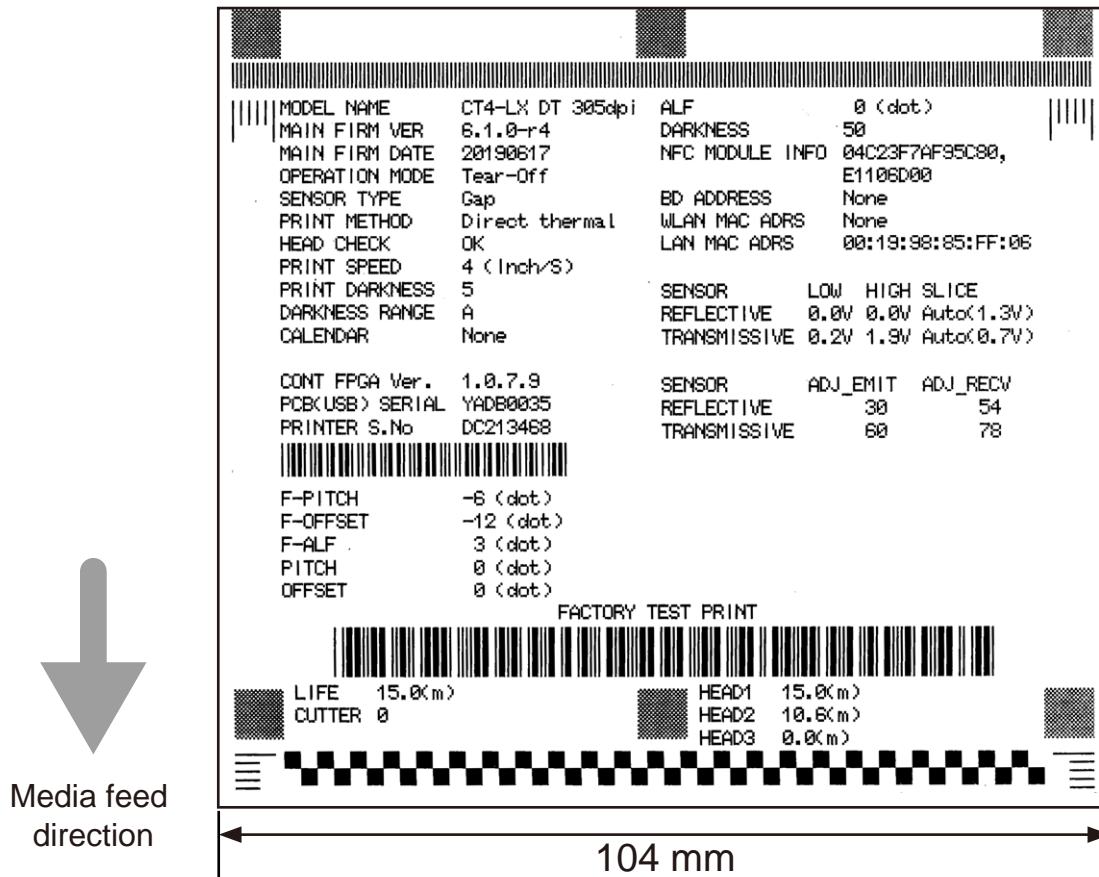 MODEL NAME CT4-LX DT 305dpi
MAIN FIRM VER 6.1.0-r4
MAIN FIRM DATE 20190617
OPERATION MODE Tear-Off
SENSOR TYPE Gap
PRINT METHOD Direct thermal
HEAD CHECK OK
PRINT SPEED 4 (Inch/S)
PRINT DARKNESS 5
DARKNESS RANGE A
CALENDAR None
CONT FPGA Ver. 1.0.7.9
PCB(USB) SERIAL YADB0035
PRINTER S.No DC213468
F-PITCH -6 (dot)
F-OFFSET -12 (dot)
F-ALF 3 (dot)
PITCH 0 (dot)
OFFSET 0 (dot)
ALF 0 (dot)
DARKNESS 50
NFC MODULE INFO 04C23F7AF95C80,
E1106D00
BD ADDRESS None
WLAN MAC ADRS None
LAN MAC ADRS 00:19:98:85:FF:06
SENSOR LOW HIGH SLICE
REFLECTIVE 0.0V 0.0V Auto(1.3V)
TRANSMISSIVE 0.2V 1.9V Auto(0.7V)
SENSOR ADJ_EMIT ADJ_RECV
REFLECTIVE 30 54
TRANSMISSIVE 60 78
FACTORY TEST PRINT
LIFE 15.0(m)
CUTTER 0
HEAD1 15.0(m)
HEAD2 10.6(m)
HEAD3 0.0(m)
Media feed
direction
104 mm